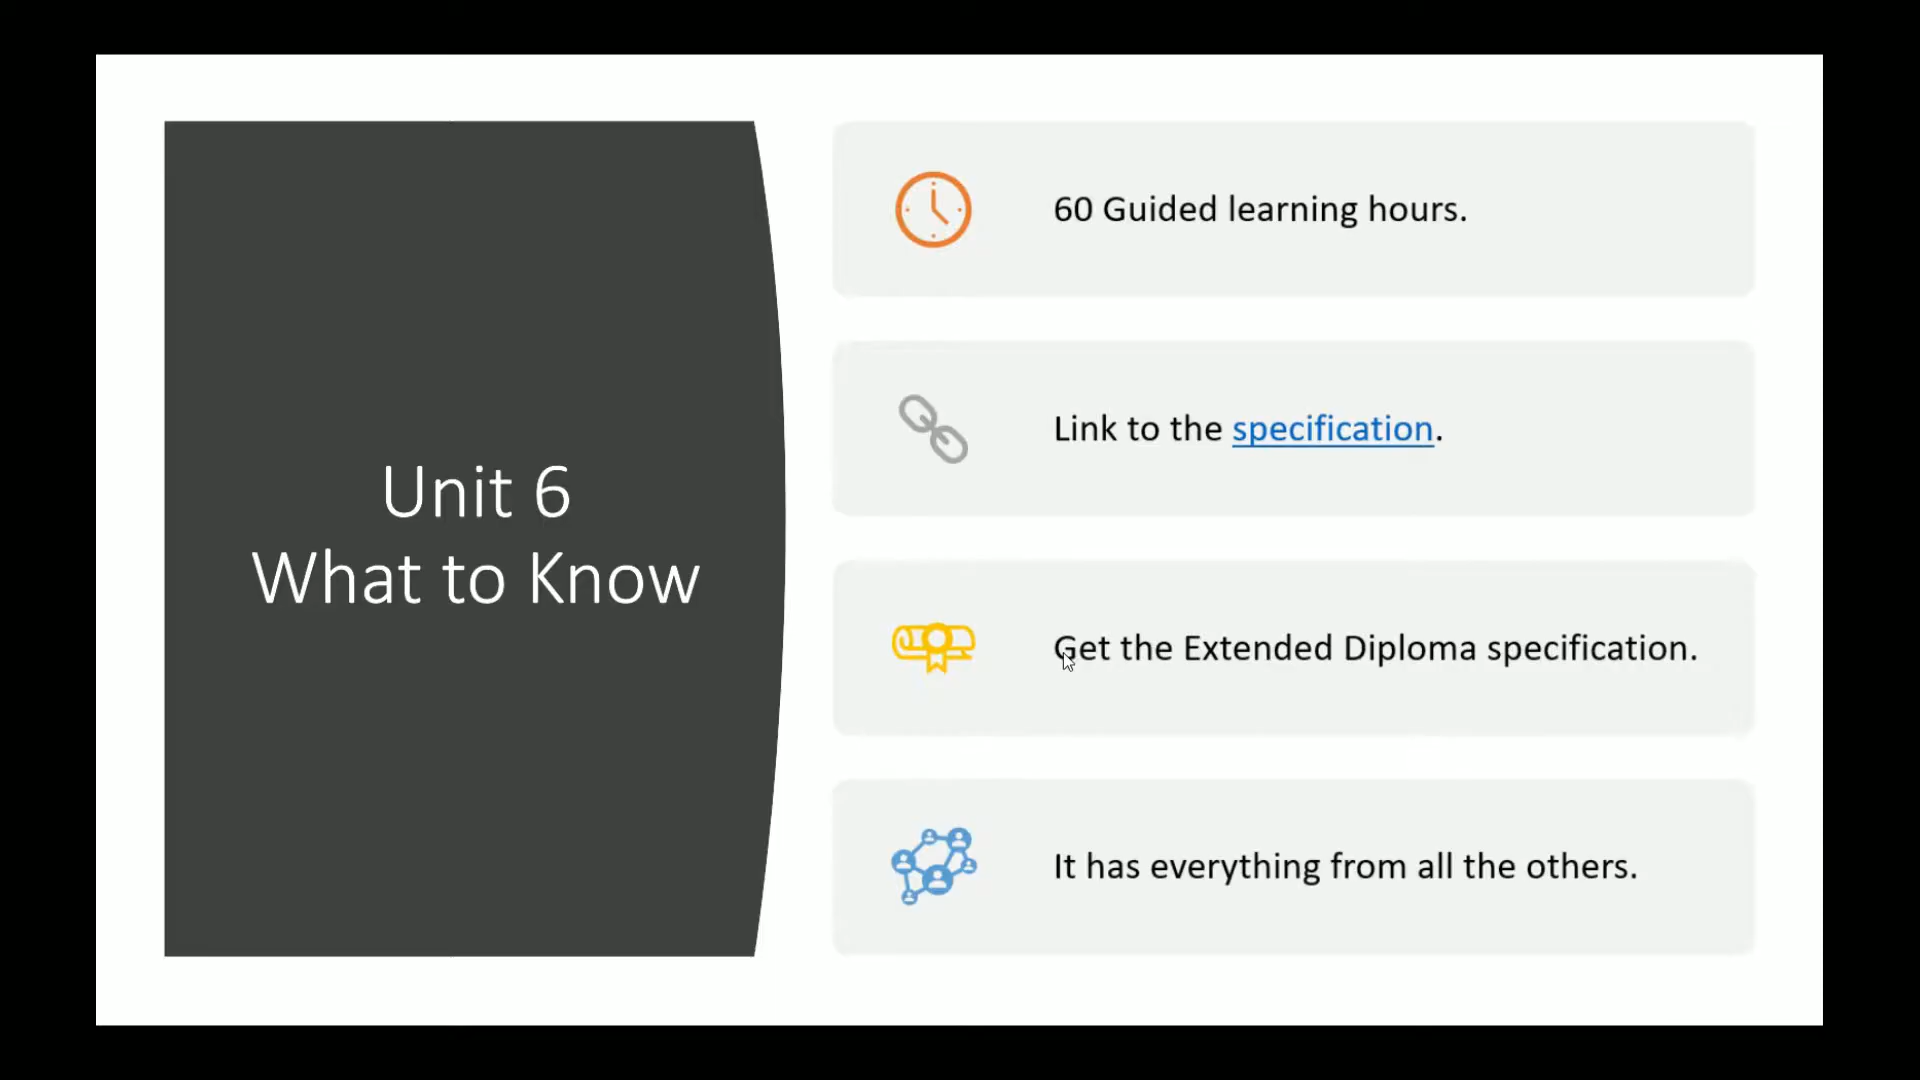 Unit 6
What to Know
60 Guided learning hours.
Link to the specification.
Get the Extended Diploma specification.
It has everything from all the others.